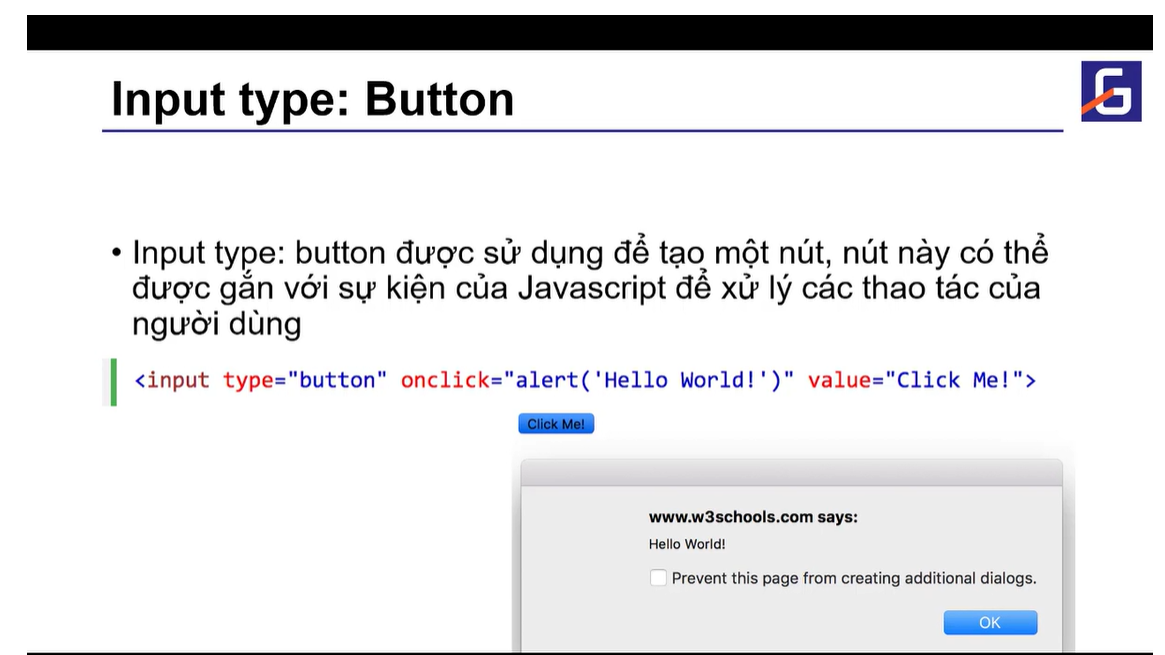 Input type: Button
• Input type: button được sử dụng để tạo một nút, nút này có thể
được gắn với sự kiện của Javascript để xử lý các thao tác của
người dùng
<input type="button" onclick="alert('Hello World!')" value="Click Me!">
Click Me!
www.w3schools.com says:
Hello World!
Prevent this page from creating additional dialogs.
OK